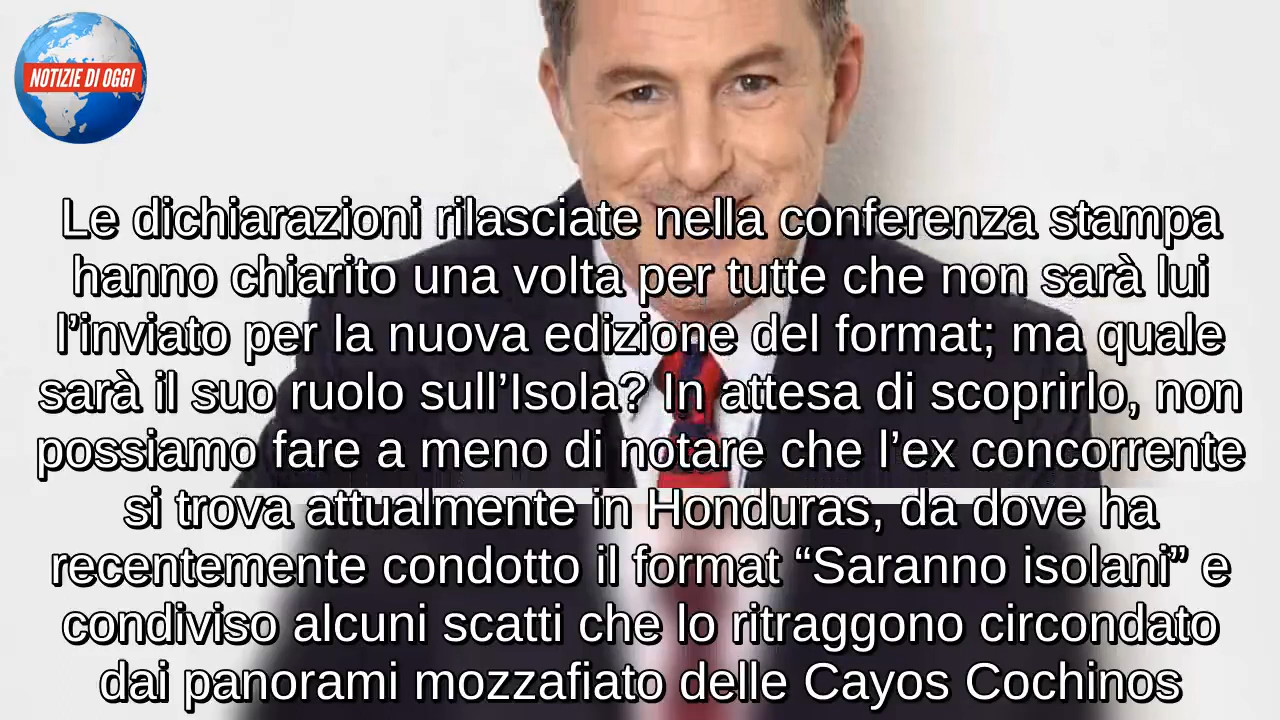 NOTIZIE DI OGGI
Le dichiarazioni rilasciate nella conferenza stampa
hanno chiarito una volta per tutte che non sarà lui
l’inviato per la nuova edizione del format; ma quale
sarà il suo ruolo sull’Isola? In attesa di scoprirlo, non
possiamo fare a meno di notare che l’ex concorrente
si trova attualmente in Honduras, da dove ha
recentemente condotto il format “Saranno isolani” e
condiviso alcuni scatti che lo ritraggono circondato
dai panorami mozzafiato delle Cayos Cochinos